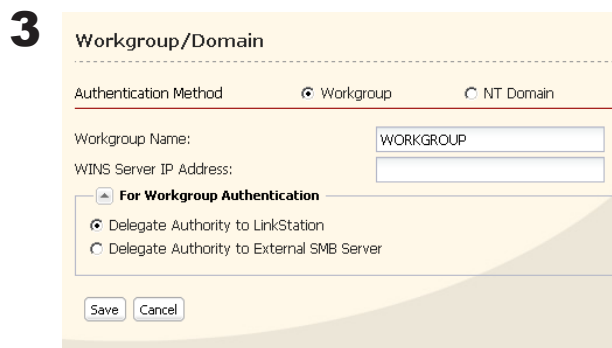 3
Workgroup/Domain
Authentication Method Workgroup NT Domain
Workgroup Name: WORKGROUP
WINS Server IP Address:
For Workgroup Authentication
Delegate Authority to LinkStation
Delegate Authority to External SMB Server
Save Cancel